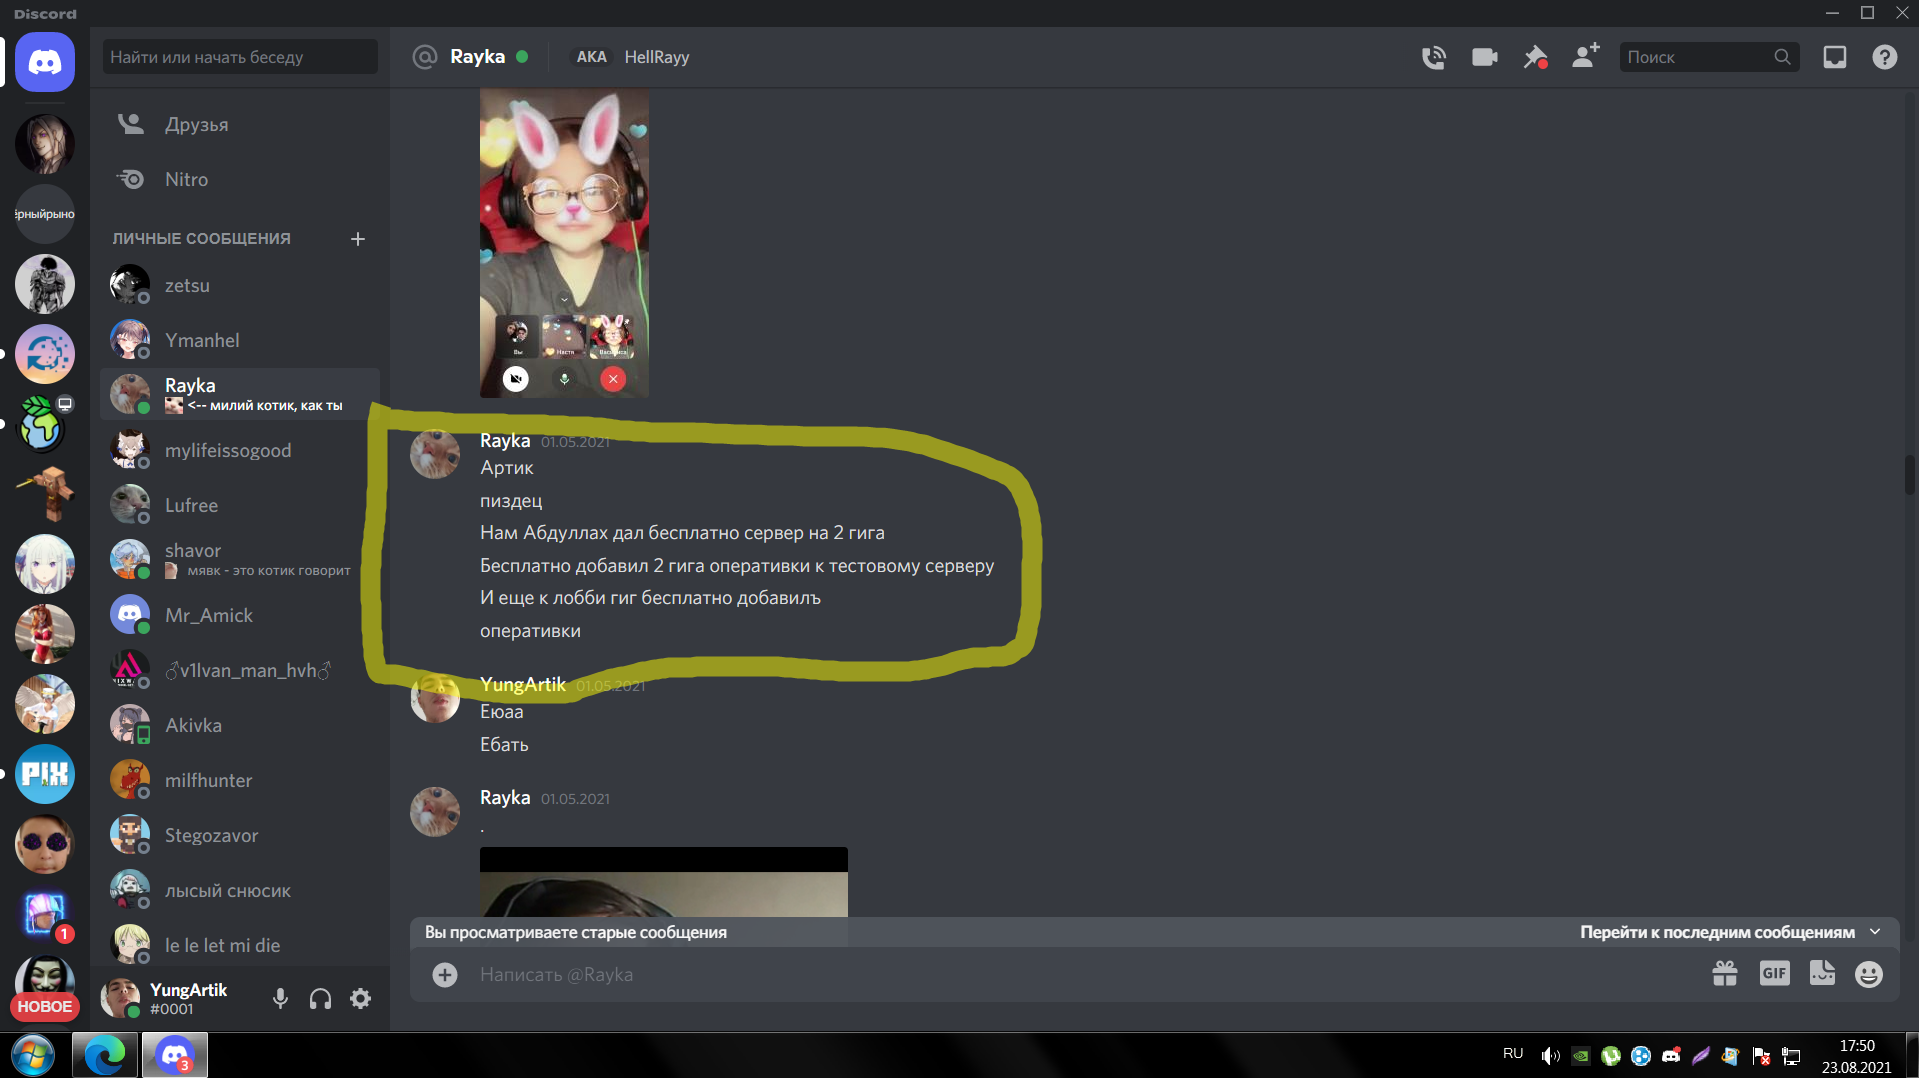 Discord
Найти или начать беседу
Rayka
AKA
HellRayy
Поиск
Друзья
Nitro
ёрныйрыно
ЛИЧНЫЕ СООБЩЕНИЯ
zetsu
Ymanhel
Rayka
<-- милий котик, как ты
mylifeissogood
Lufree
shavor
мявк - это котик говорит
Mr_Amick
♂v1lvan_man_hvh♂
Akivka
milfhunter
PIX
Stegozavor
лысый снюсик
1
le le let mi die
НОВОЕ
YungArtik
#0001
Вы
Настя
Rayka 01.05.2021
Артик
пиздец
Нам Абдуллах дал бесплатно сервер на 2 гига
Бесплатно добавил 2 гига оперативки к тестовому серверу
И еще к лобби гиг бесплатно добавилъ
оперативки
YungArtik 01.05.2021
Еюаа
Ебать
Rayka 01.05.2021
.
Вы просматриваете старые сообщения
Перейти к последним сообщениям
Написать @Rayka
GIF
3
RU
17:50
23.08.2021